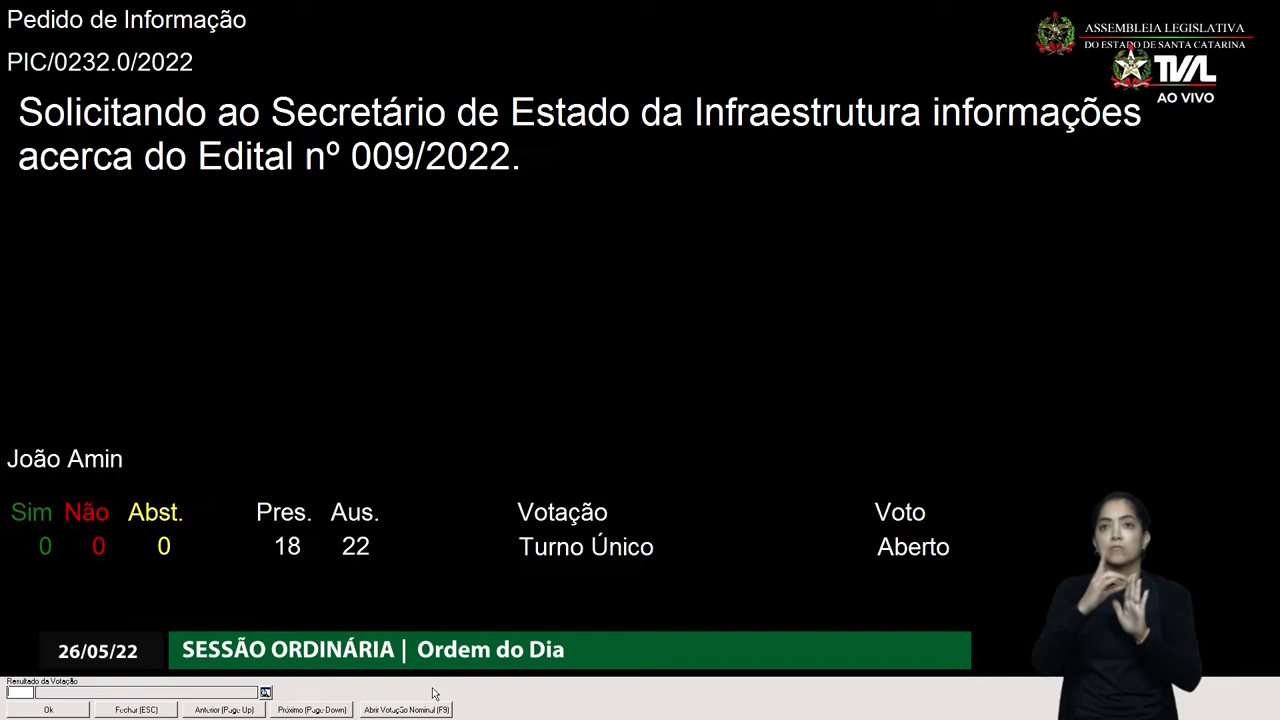 Pedido de Informação
PIC/0232.0/2022
ASSEMBLEIA LEGISLATIVA
DO ESTADO DE SANTA CATARINA
TVAL
AO VIVO
Solicitando ao Secretário de Estado da Infraestrutura informações
acerca do Edital nº 009/2022.
João Amin
Sim Não Abst. Pres. Aus. Votação Voto
0 0 0 18 22 Turno Único Aberto
26/05/22 SESSÃO ORDINÁRIA | Ordem do Dia
Resultado da Votação
Ok Fechar (ESC) Anterior (Page Up) Próximo (Page Down) Abrir Votação Nominal (F9)